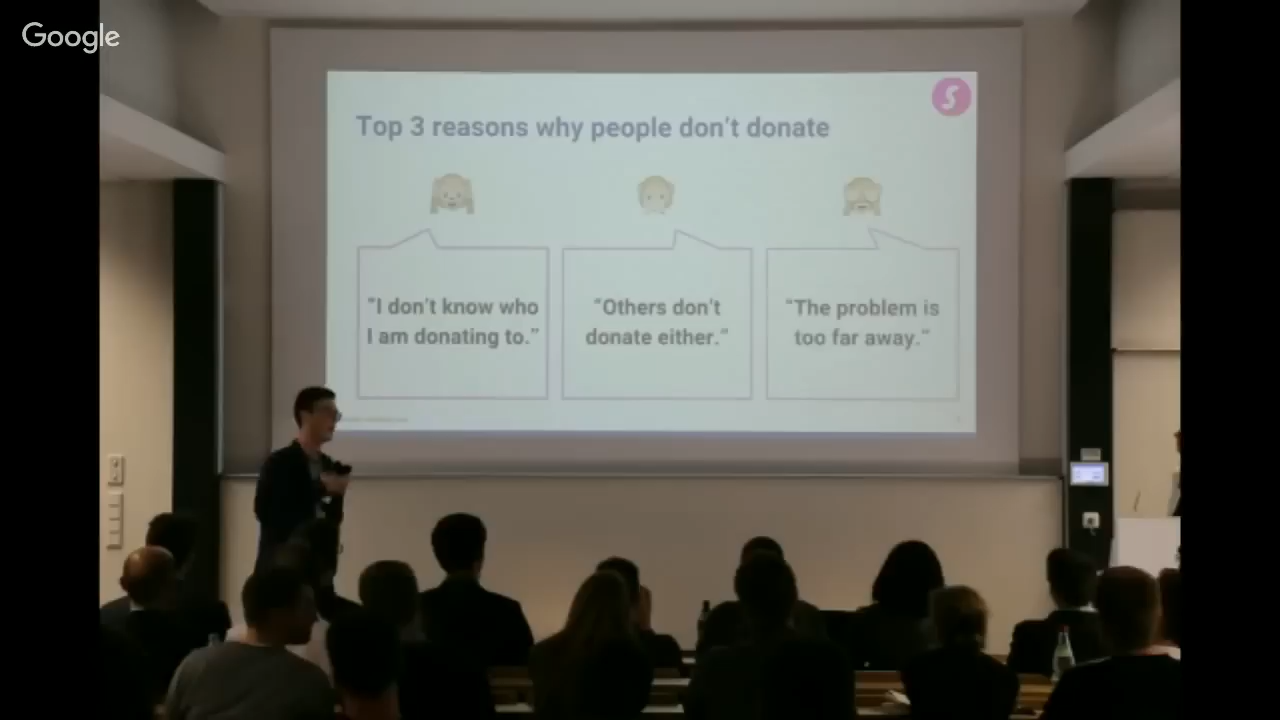 Google
S
Top 3 reasons why people don't donate
"I don't know who
I am donating to."
"Others don't
donate either."
"The problem is
too far away."